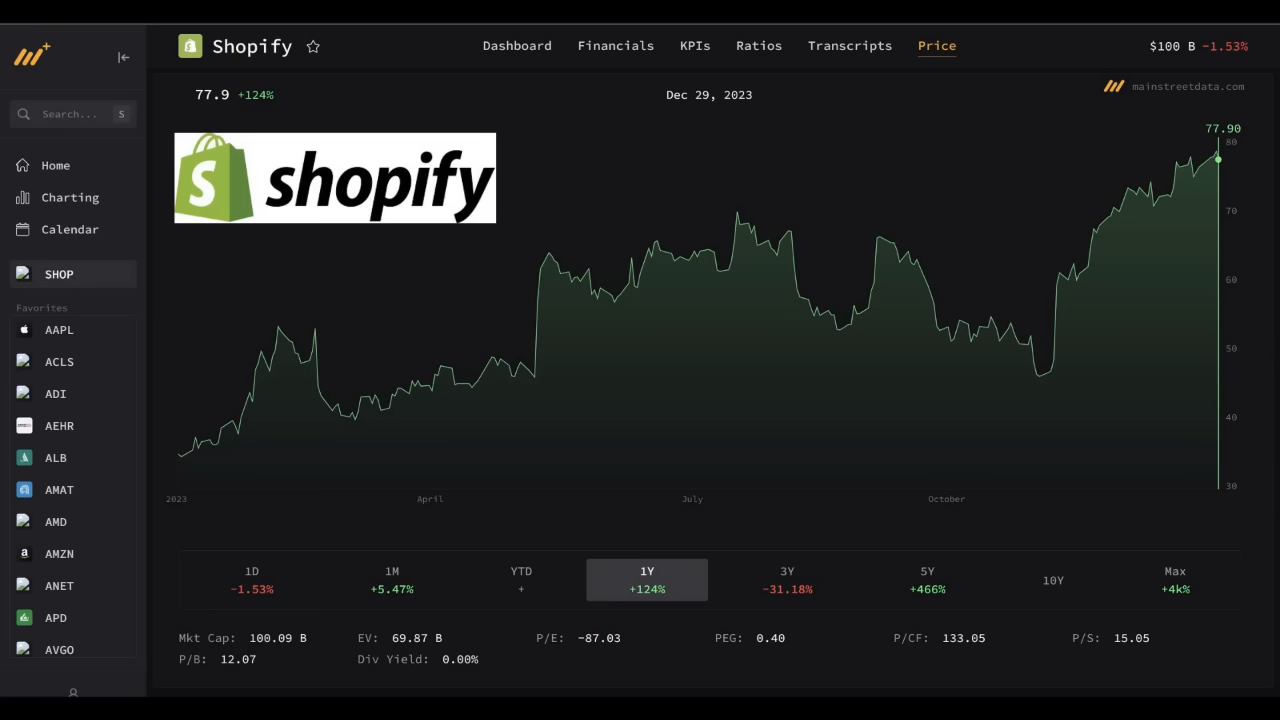 Shopify
Dashboard Financials KPIs Ratios Transcripts Price
$100 B -1.53%
Search... S
Home
Charting
Calendar
SHOP
Favorites
AAPL
ACLS
ADI
AEHR
ALB
AMAT
AMD
AMZN
ANET
APD
AVGO
77.9 +124%
Dec 29, 2023
mainstreetdata.com
shopify
77.90
80
70
60
50
40
30
2023 April July October
1D 1M YTD 1Y 3Y 5Y 10Y Max
-1.53% +5.47% + +124% -31.18% +466% +4k%
Mkt Cap: 100.09 B EV: 69.87 B P/E: -87.03 PEG: 0.40 P/CF: 133.05 P/S: 15.05
P/B: 12.07 Div Yield: 0.00%